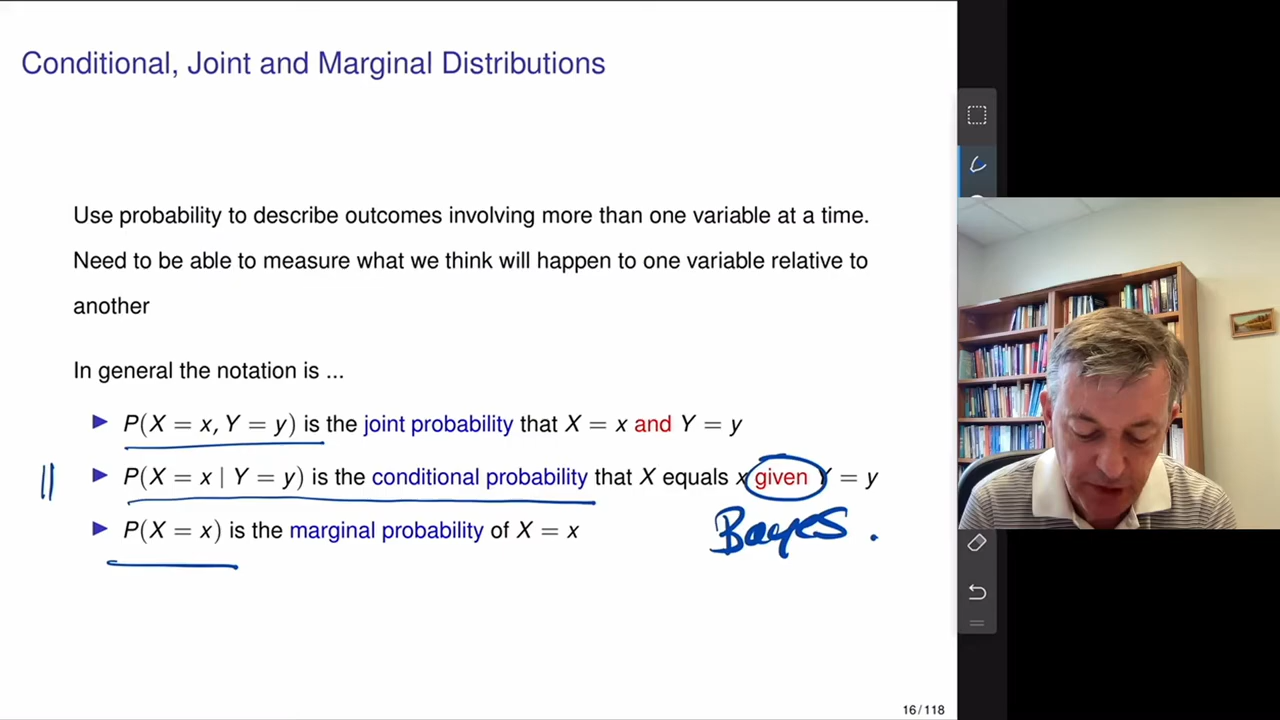 Conditional, Joint and Marginal Distributions
Use probability to describe outcomes involving more than one variable at a time.
Need to be able to measure what we think will happen to one variable relative to
another
In general the notation is ...
▶ P(X = x, Y = y) is the joint probability that X = x and Y = y
▶ P(X = x | Y = y) is the conditional probability that X equals x given Y = y
▶ P(X = x) is the marginal probability of X = x
Bayes.
16/118